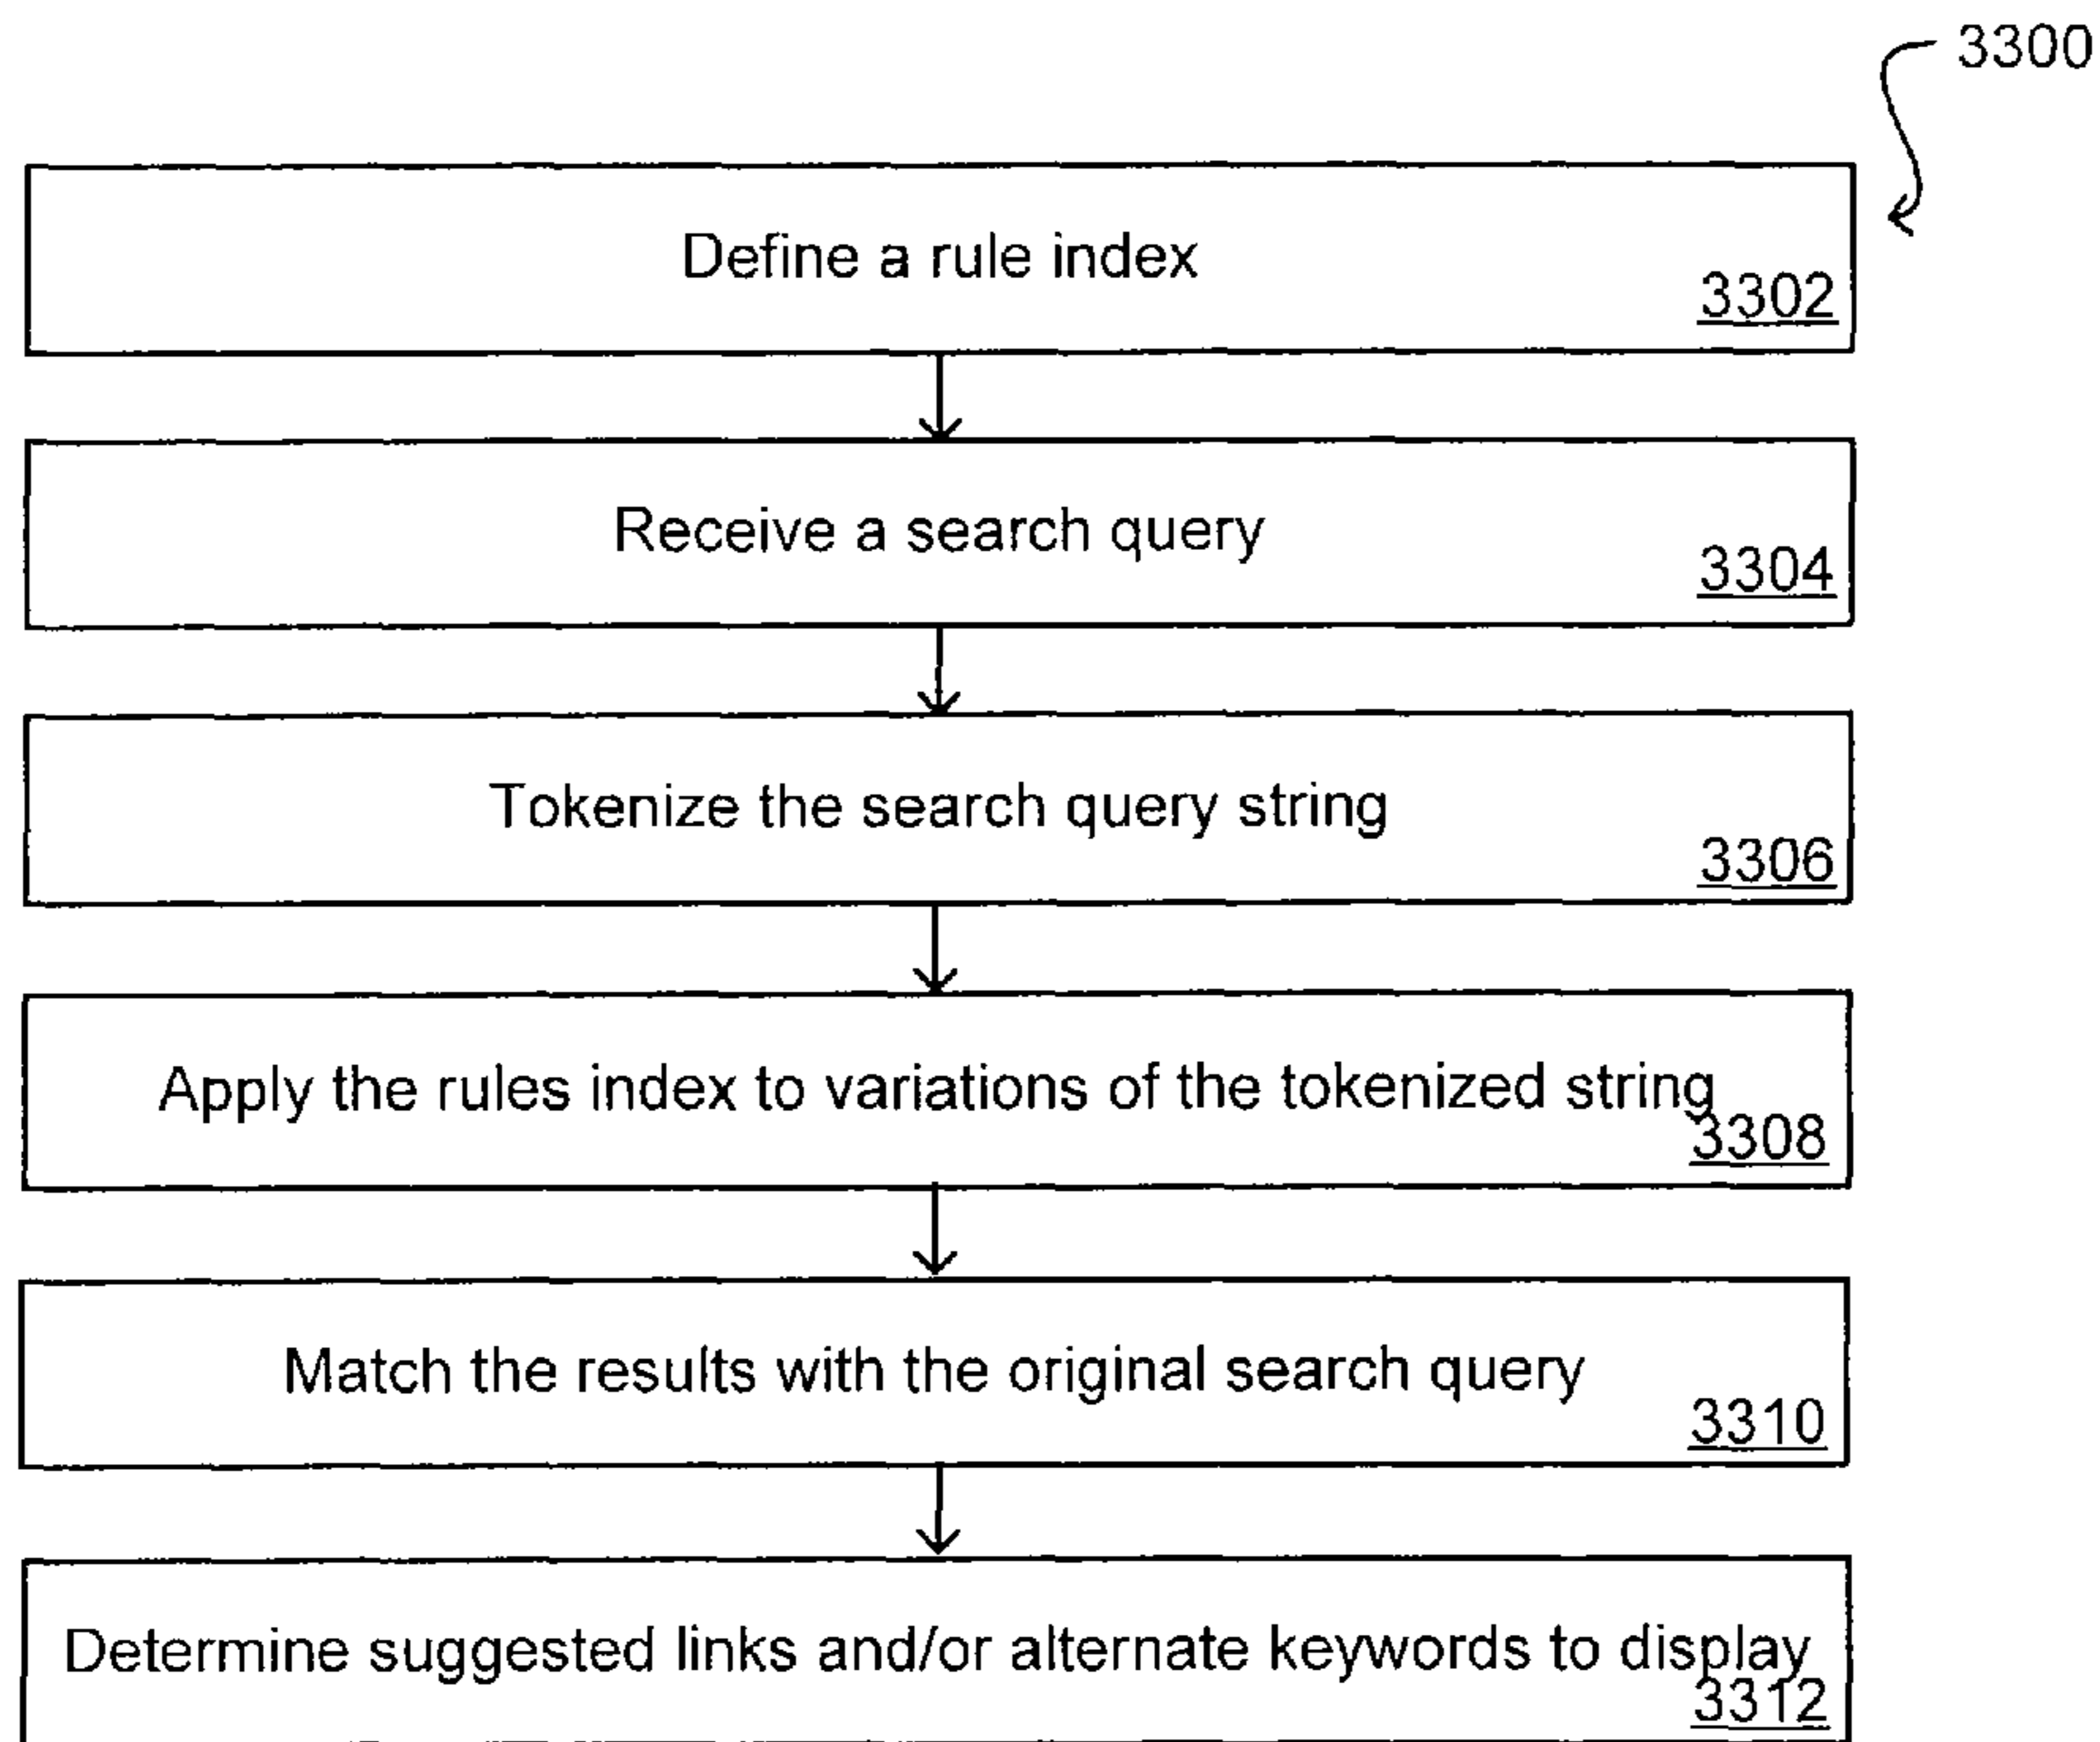 3300
Define a rule index
3302
Receive a search query
3304
Tokenize the search query string
3306
Apply the rules index to variations of the tokenized string
3308
Match the results with the original search query
3310
Determine suggested links and/or alternate keywords to display
3312